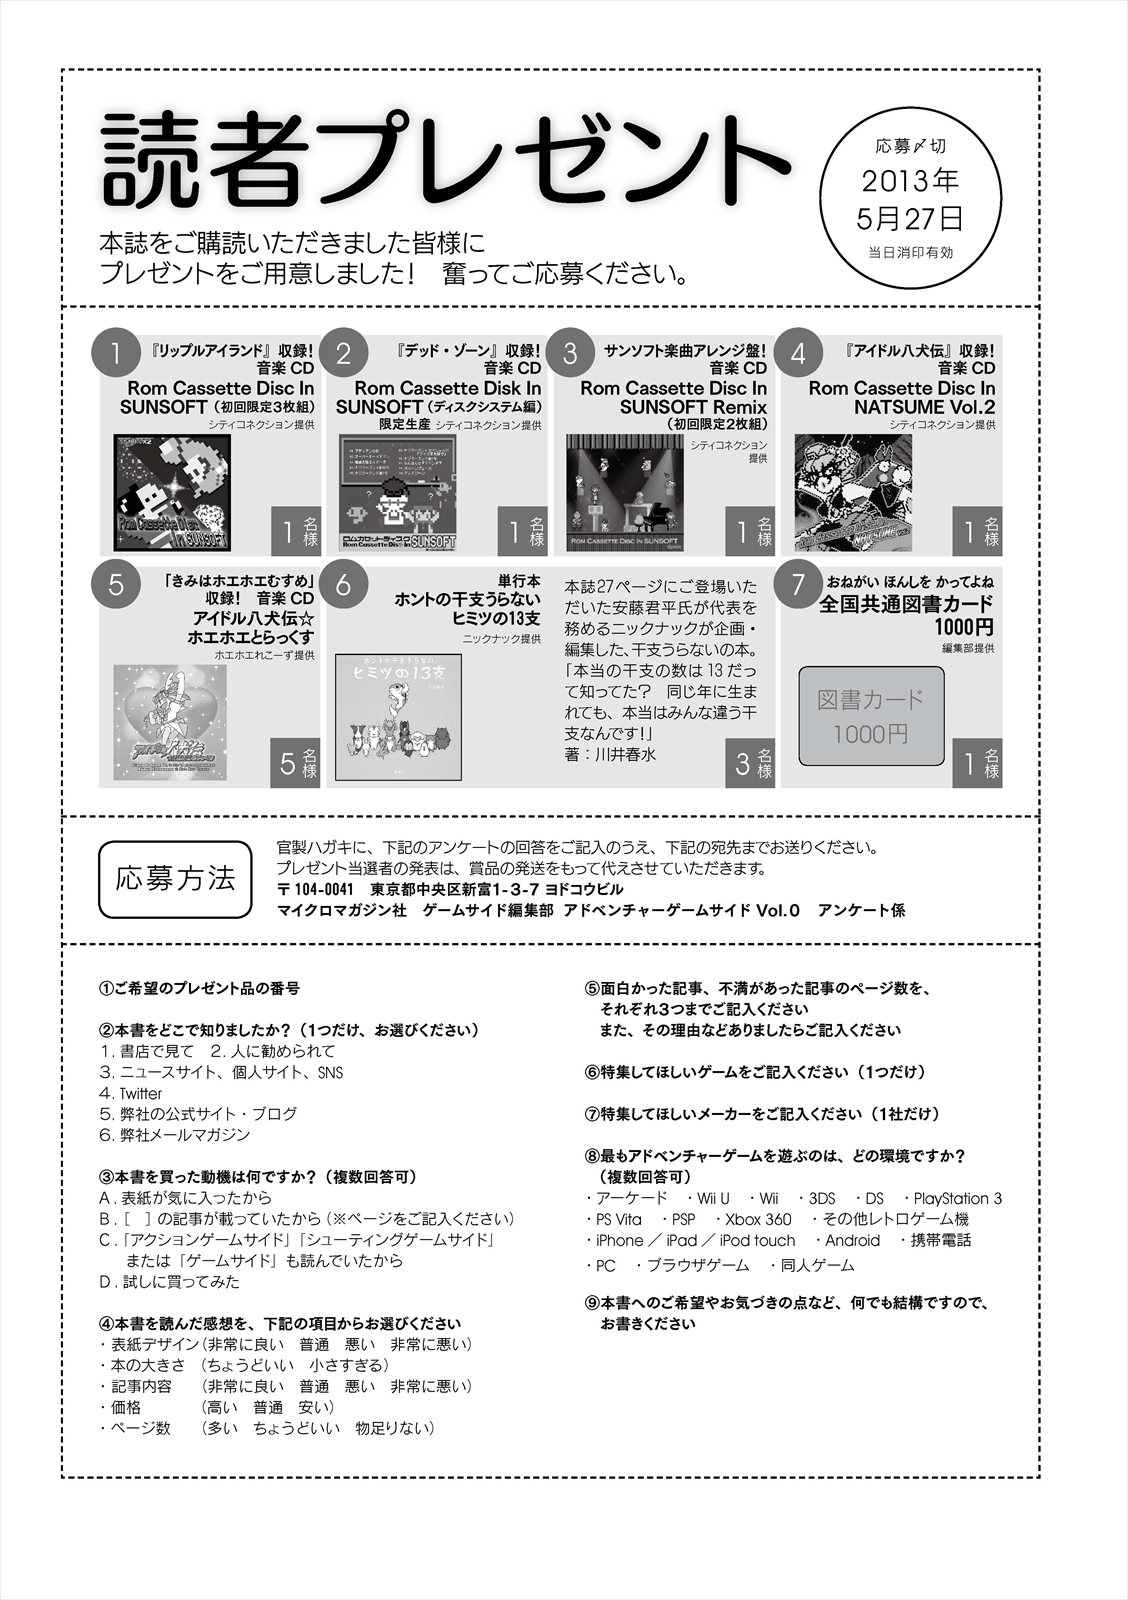 読者プレゼント
本誌をご購読いただきました皆様に
プレゼントをご用意しました!　奮ってご応募ください。
応募〆切
2013年
5月27日
当日消印有効
1
『リップルアイランド』収録!
音楽 CD
Rom Cassette Disc In
SUNSOFT（初回限定3枚組）
シティコネクション提供
Rom Cassette Disc
In SUNSOFT
1名様
2
『デッド・ゾーン』収録!
音楽 CD
Rom Cassette Disk In
SUNSOFT（ディスクシステム編）
限定生産 シティコネクション提供
ロムカセットディスク
Rom Cassette Disc In SUNSOFT
1名様
3
サンソフト楽曲アレンジ盤!
音楽 CD
Rom Cassette Disc In
SUNSOFT Remix
（初回限定2枚組）
シティコネクション
提供
ROM CASSETTE DISC IN SUNSOFT
1名様
4
『アイドル八犬伝』収録!
音楽 CD
Rom Cassette Disc In
NATSUME Vol.2
シティコネクション提供
1名様
5
「きみはホエホエむすめ」
収録!　音楽 CD
アイドル八犬伝☆
ホエホエとらっくす
ホエホエれこーず提供
アイドル八犬伝
5名様
6
単行本
ホントの干支うらない
ヒミツの13支
ニックナック提供
ホントの干支うらない
ヒミツの13支
本誌27ページにご登場いた
だいた安藤君平氏が代表を
務めるニックナックが企画・
編集した、干支うらないの本。
「本当の干支の数は 13 だっ
て知ってた?　同じ年に生ま
れても、本当はみんな違う干
支なんです!」
著：川井春水
3名様
7
おねがい ほんしを かってよね
全国共通図書カード
1000円
編集部提供
図書カード
1000円
1名様
応募方法
官製ハガキに、下記のアンケートの回答をご記入のうえ、下記の宛先までお送りください。
プレゼント当選者の発表は、賞品の発送をもって代えさせていただきます。
〒104-0041　東京都中央区新富1-3-7 ヨドコウビル
マイクロマガジン社　ゲームサイド編集部 アドベンチャーゲームサイド Vol.0　アンケート係
①ご希望のプレゼント品の番号
②本書をどこで知りましたか?（1つだけ、お選びください）
1. 書店で見て　2. 人に勧められて
3. ニュースサイト、個人サイト、SNS
4. Twitter
5. 弊社の公式サイト・ブログ
6. 弊社メールマガジン
③本書を買った動機は何ですか?（複数回答可）
A . 表紙が気に入ったから
B . ［　］の記事が載っていたから（※ページをご記入ください）
C .「アクションゲームサイド」「シューティングゲームサイド」
または「ゲームサイド」も読んでいたから
D . 試しに買ってみた
④本書を読んだ感想を、下記の項目からお選びください
・表紙デザイン（非常に良い　普通　悪い　非常に悪い）
・本の大きさ　（ちょうどいい　小さすぎる）
・記事内容　　（非常に良い　普通　悪い　非常に悪い）
・価格　　　　（高い　普通　安い）
・ページ数　　（多い　ちょうどいい　物足りない）
⑤面白かった記事、不満があった記事のページ数を、
それぞれ3つまでご記入ください
また、その理由などありましたらご記入ください
⑥特集してほしいゲームをご記入ください（1つだけ）
⑦特集してほしいメーカーをご記入ください（1社だけ）
⑧最もアドベンチャーゲームを遊ぶのは、どの環境ですか?
（複数回答可）
・アーケード　・Wii U　・Wii　・3DS　・DS　・PlayStation 3
・PS Vita　・PSP　・Xbox 360　・その他レトロゲーム機
・iPhone ／ iPad ／ iPod touch　・Android　・携帯電話
・PC　・ブラウザゲーム　・同人ゲーム
⑨本書へのご希望やお気づきの点など、何でも結構ですので、
お書きください